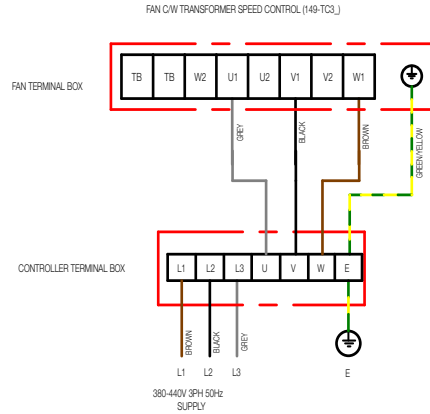 FAN C/W TRANSFORMER SPEED CONTROL (149-TC3_)
FAN TERMINAL BOX
TB TB W2 U1 U2 V1 V2 W1
GREY
BLACK
BROWN
GREEN/YELLOW
CONTROLLER TERMINAL BOX
L1 L2 L3 U V W E
BROWN
BLACK
GREY
L1 L2 L3 E
380-440V 3PH 50Hz
SUPPLY